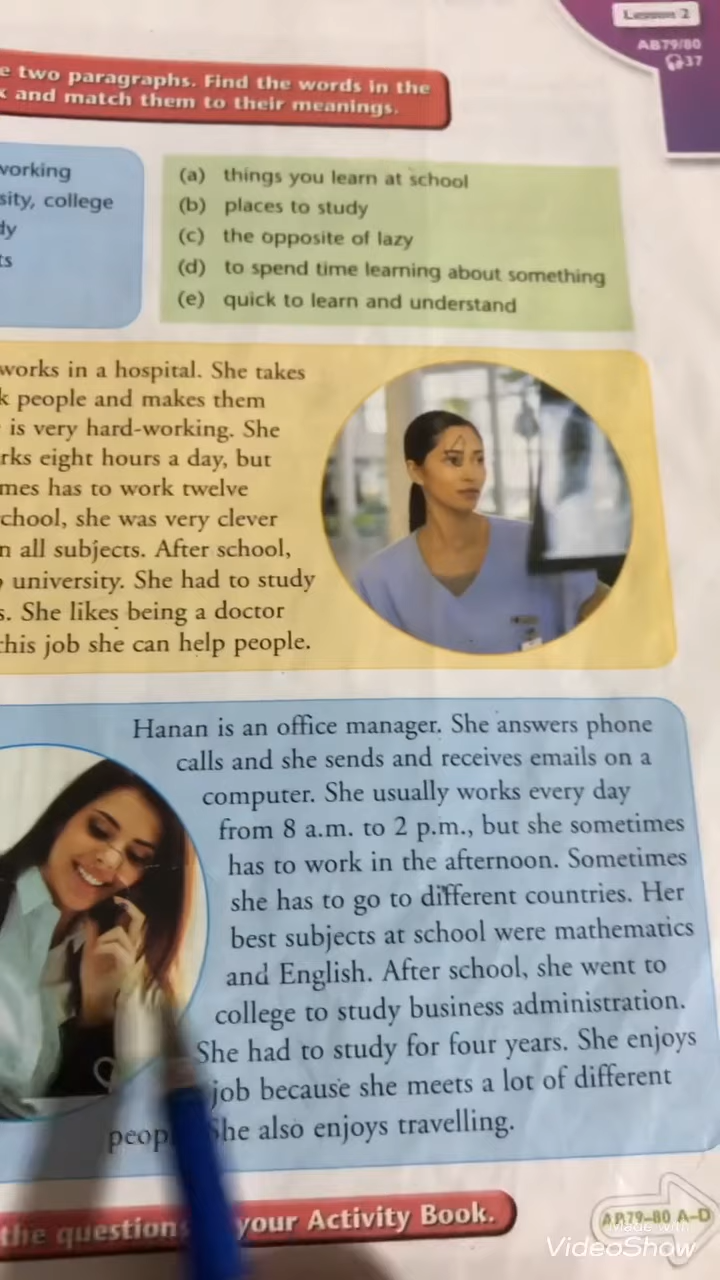 Lesson 2
AB79/80
37
two paragraphs. Find the words in the
and match them to their meanings.
working
sity, college
dy
ts
(a) things you learn at school
(b) places to study
(c) the opposite of lazy
(d) to spend time learning about something
(e) quick to learn and understand
works in a hospital. She takes
k people and makes them
is very hard-working. She
rks eight hours a day, but
mes has to work twelve
chool, she was very clever
n all subjects. After school,
university. She had to study
s. She likes being a doctor
this job she can help people.
Hanan is an office manager. She answers phone
calls and she sends and receives emails on a
computer. She usually works every day
from 8 a.m. to 2 p.m., but she sometimes
has to work in the afternoon. Sometimes
she has to go to different countries. Her
best subjects at school were mathematics
and English. After school, she went to
college to study business administration.
She had to study for four years. She enjoys
job because she meets a lot of different
peop She also enjoys travelling.
the question your Activity Book.
AB79–80 A–D
Made with
VideoShow